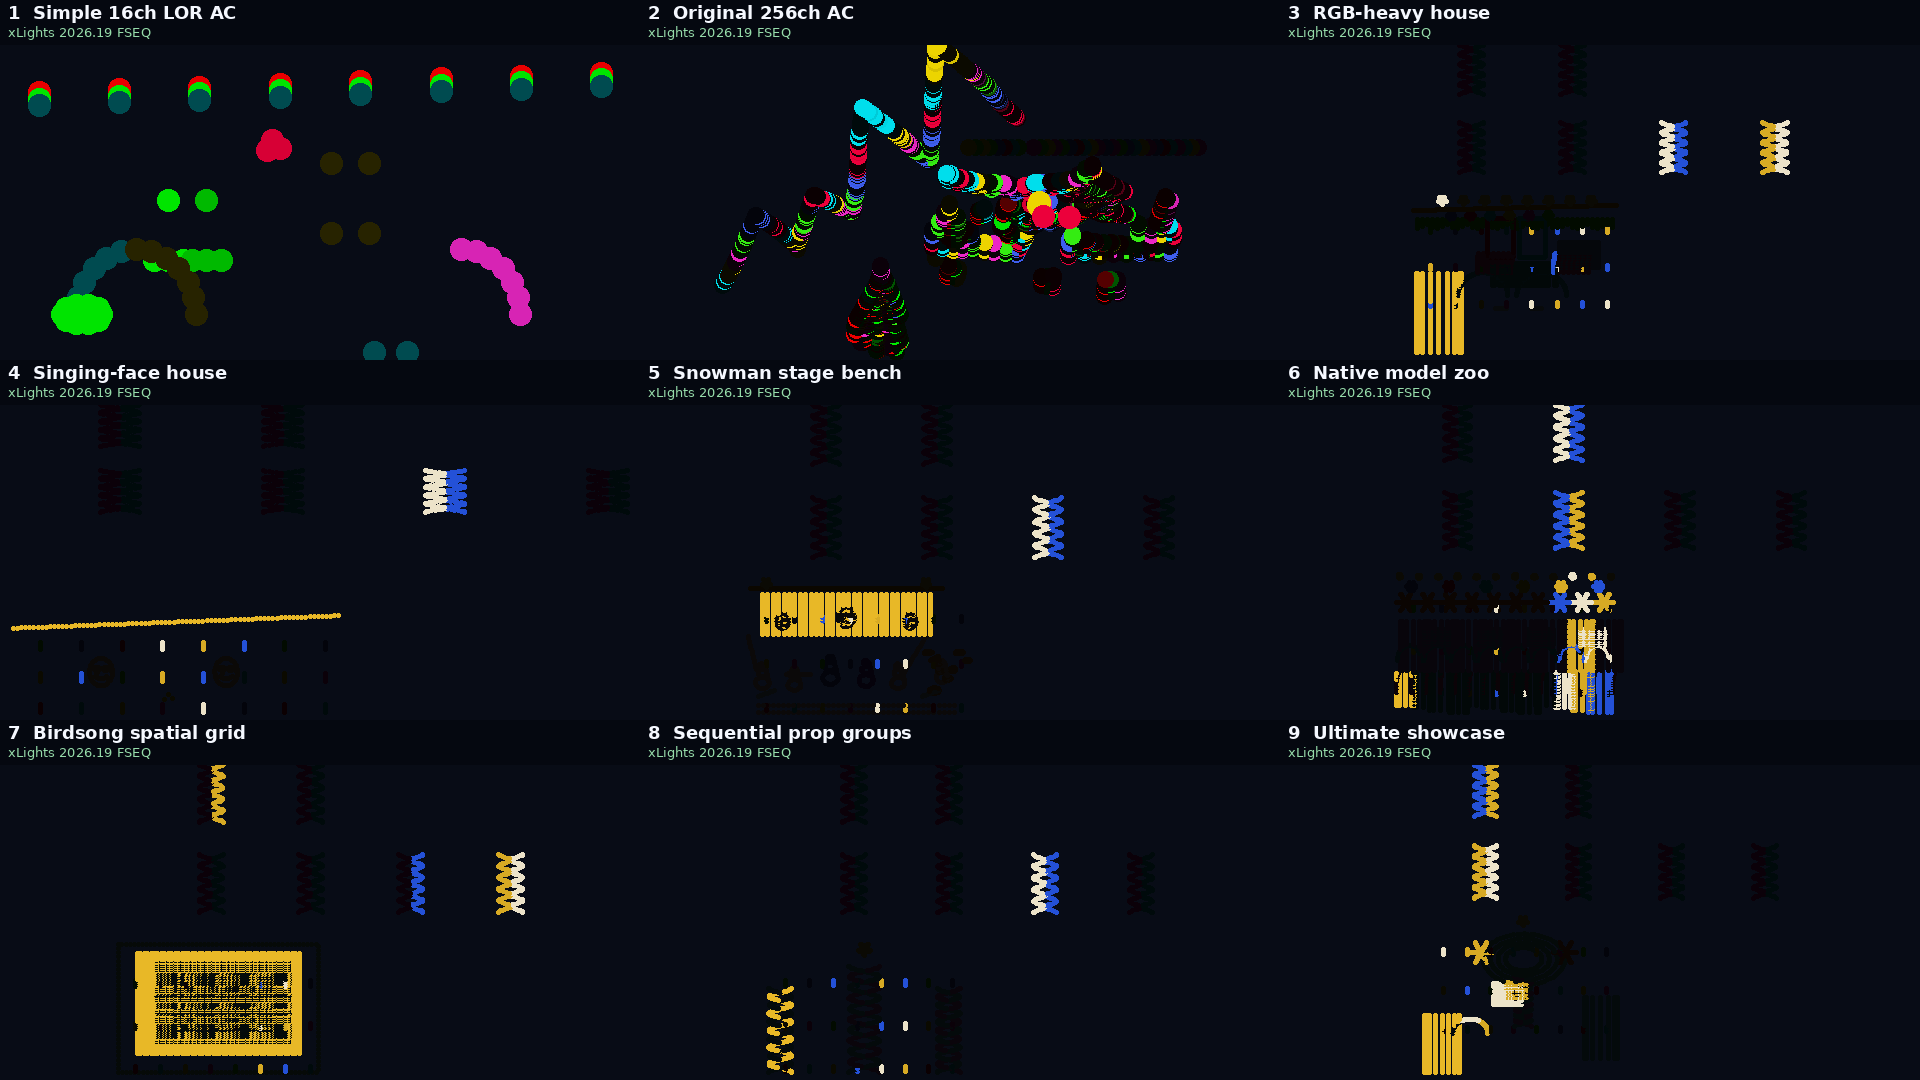 1  Simple 16ch LOR AC
xLights 2026.19 FSEQ
2  Original 256ch AC
xLights 2026.19 FSEQ
3  RGB-heavy house
xLights 2026.19 FSEQ
4  Singing-face house
xLights 2026.19 FSEQ
5  Snowman stage bench
xLights 2026.19 FSEQ
6  Native model zoo
xLights 2026.19 FSEQ
7  Birdsong spatial grid
xLights 2026.19 FSEQ
8  Sequential prop groups
xLights 2026.19 FSEQ
9  Ultimate showcase
xLights 2026.19 FSEQ